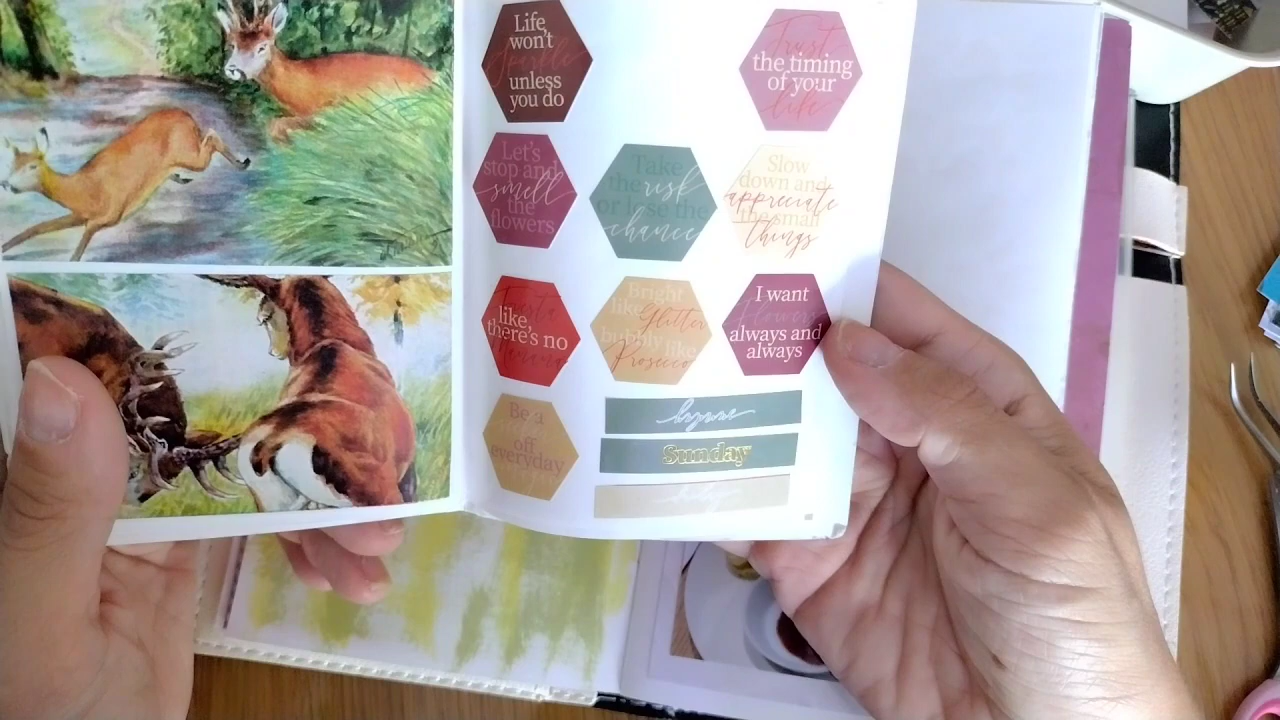 Life
won't
Sparkle
unless
you do
Trust
the timing
of your
life
Let's
stop and
smell
the
flowers
Take
the risk
or lose the
chance
Slow
down and
appreciate
the small
things
like
there's no
Bright
like Glitter
bubbly like
Prosecco
I want
flowers
always and
always
Be a
off
everyday
Sunday